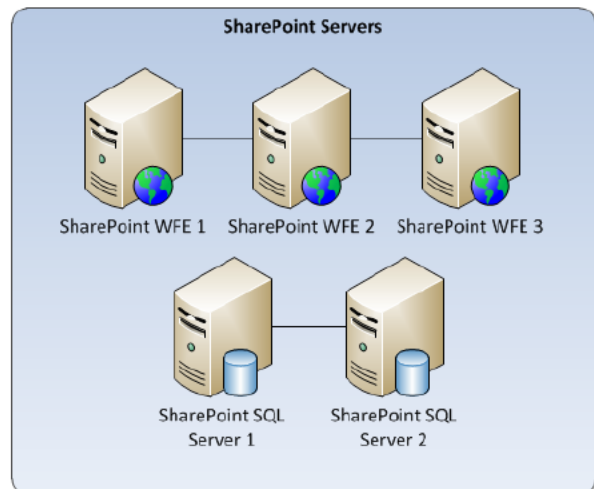 SharePoint Servers
SharePoint WFE 1
SharePoint WFE 2
SharePoint WFE 3
SharePoint SQL
Server 1
SharePoint SQL
Server 2